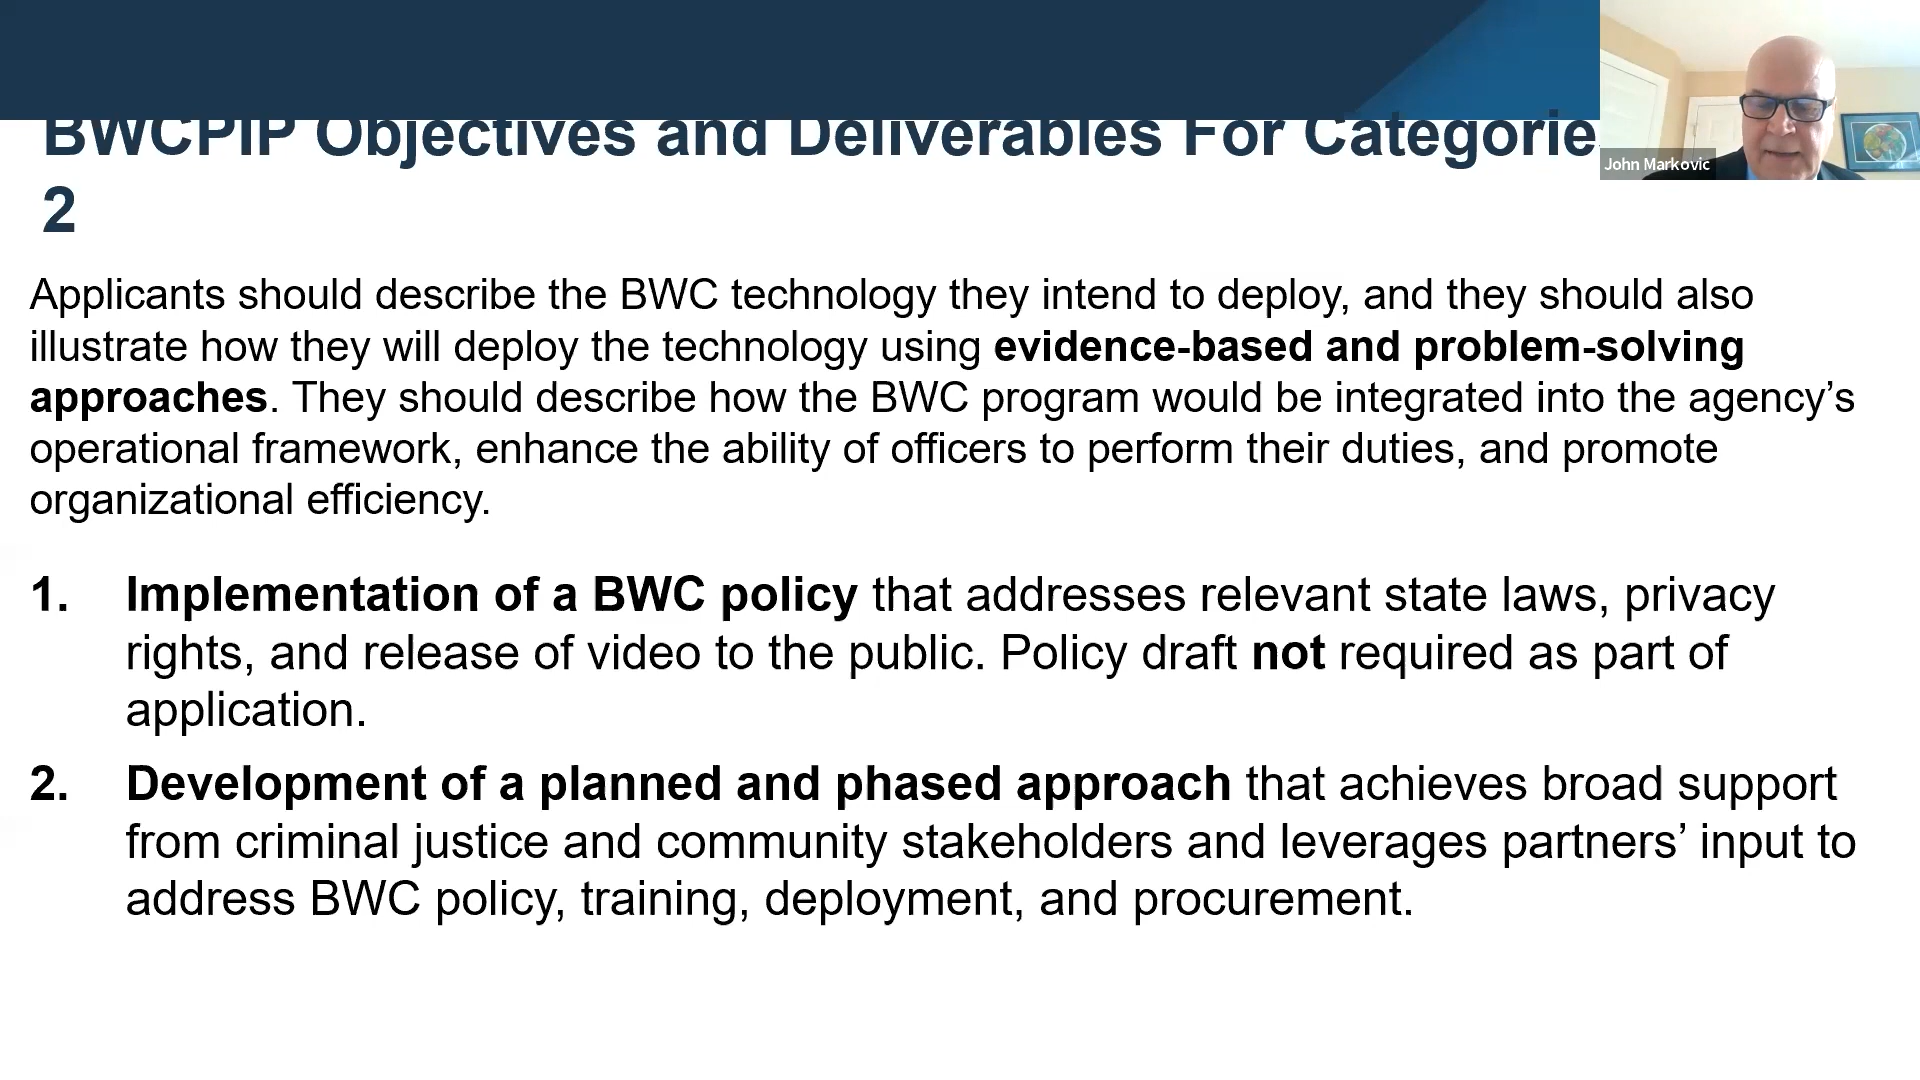 BWCPIP Objectives and Deliverables For Categorie
2
John Markovic
Applicants should describe the BWC technology they intend to deploy, and they should also
illustrate how they will deploy the technology using evidence-based and problem-solving
approaches. They should describe how the BWC program would be integrated into the agency’s
operational framework, enhance the ability of officers to perform their duties, and promote
organizational efficiency.
1. Implementation of a BWC policy that addresses relevant state laws, privacy
rights, and release of video to the public. Policy draft not required as part of
application.
2. Development of a planned and phased approach that achieves broad support
from criminal justice and community stakeholders and leverages partners’ input to
address BWC policy, training, deployment, and procurement.